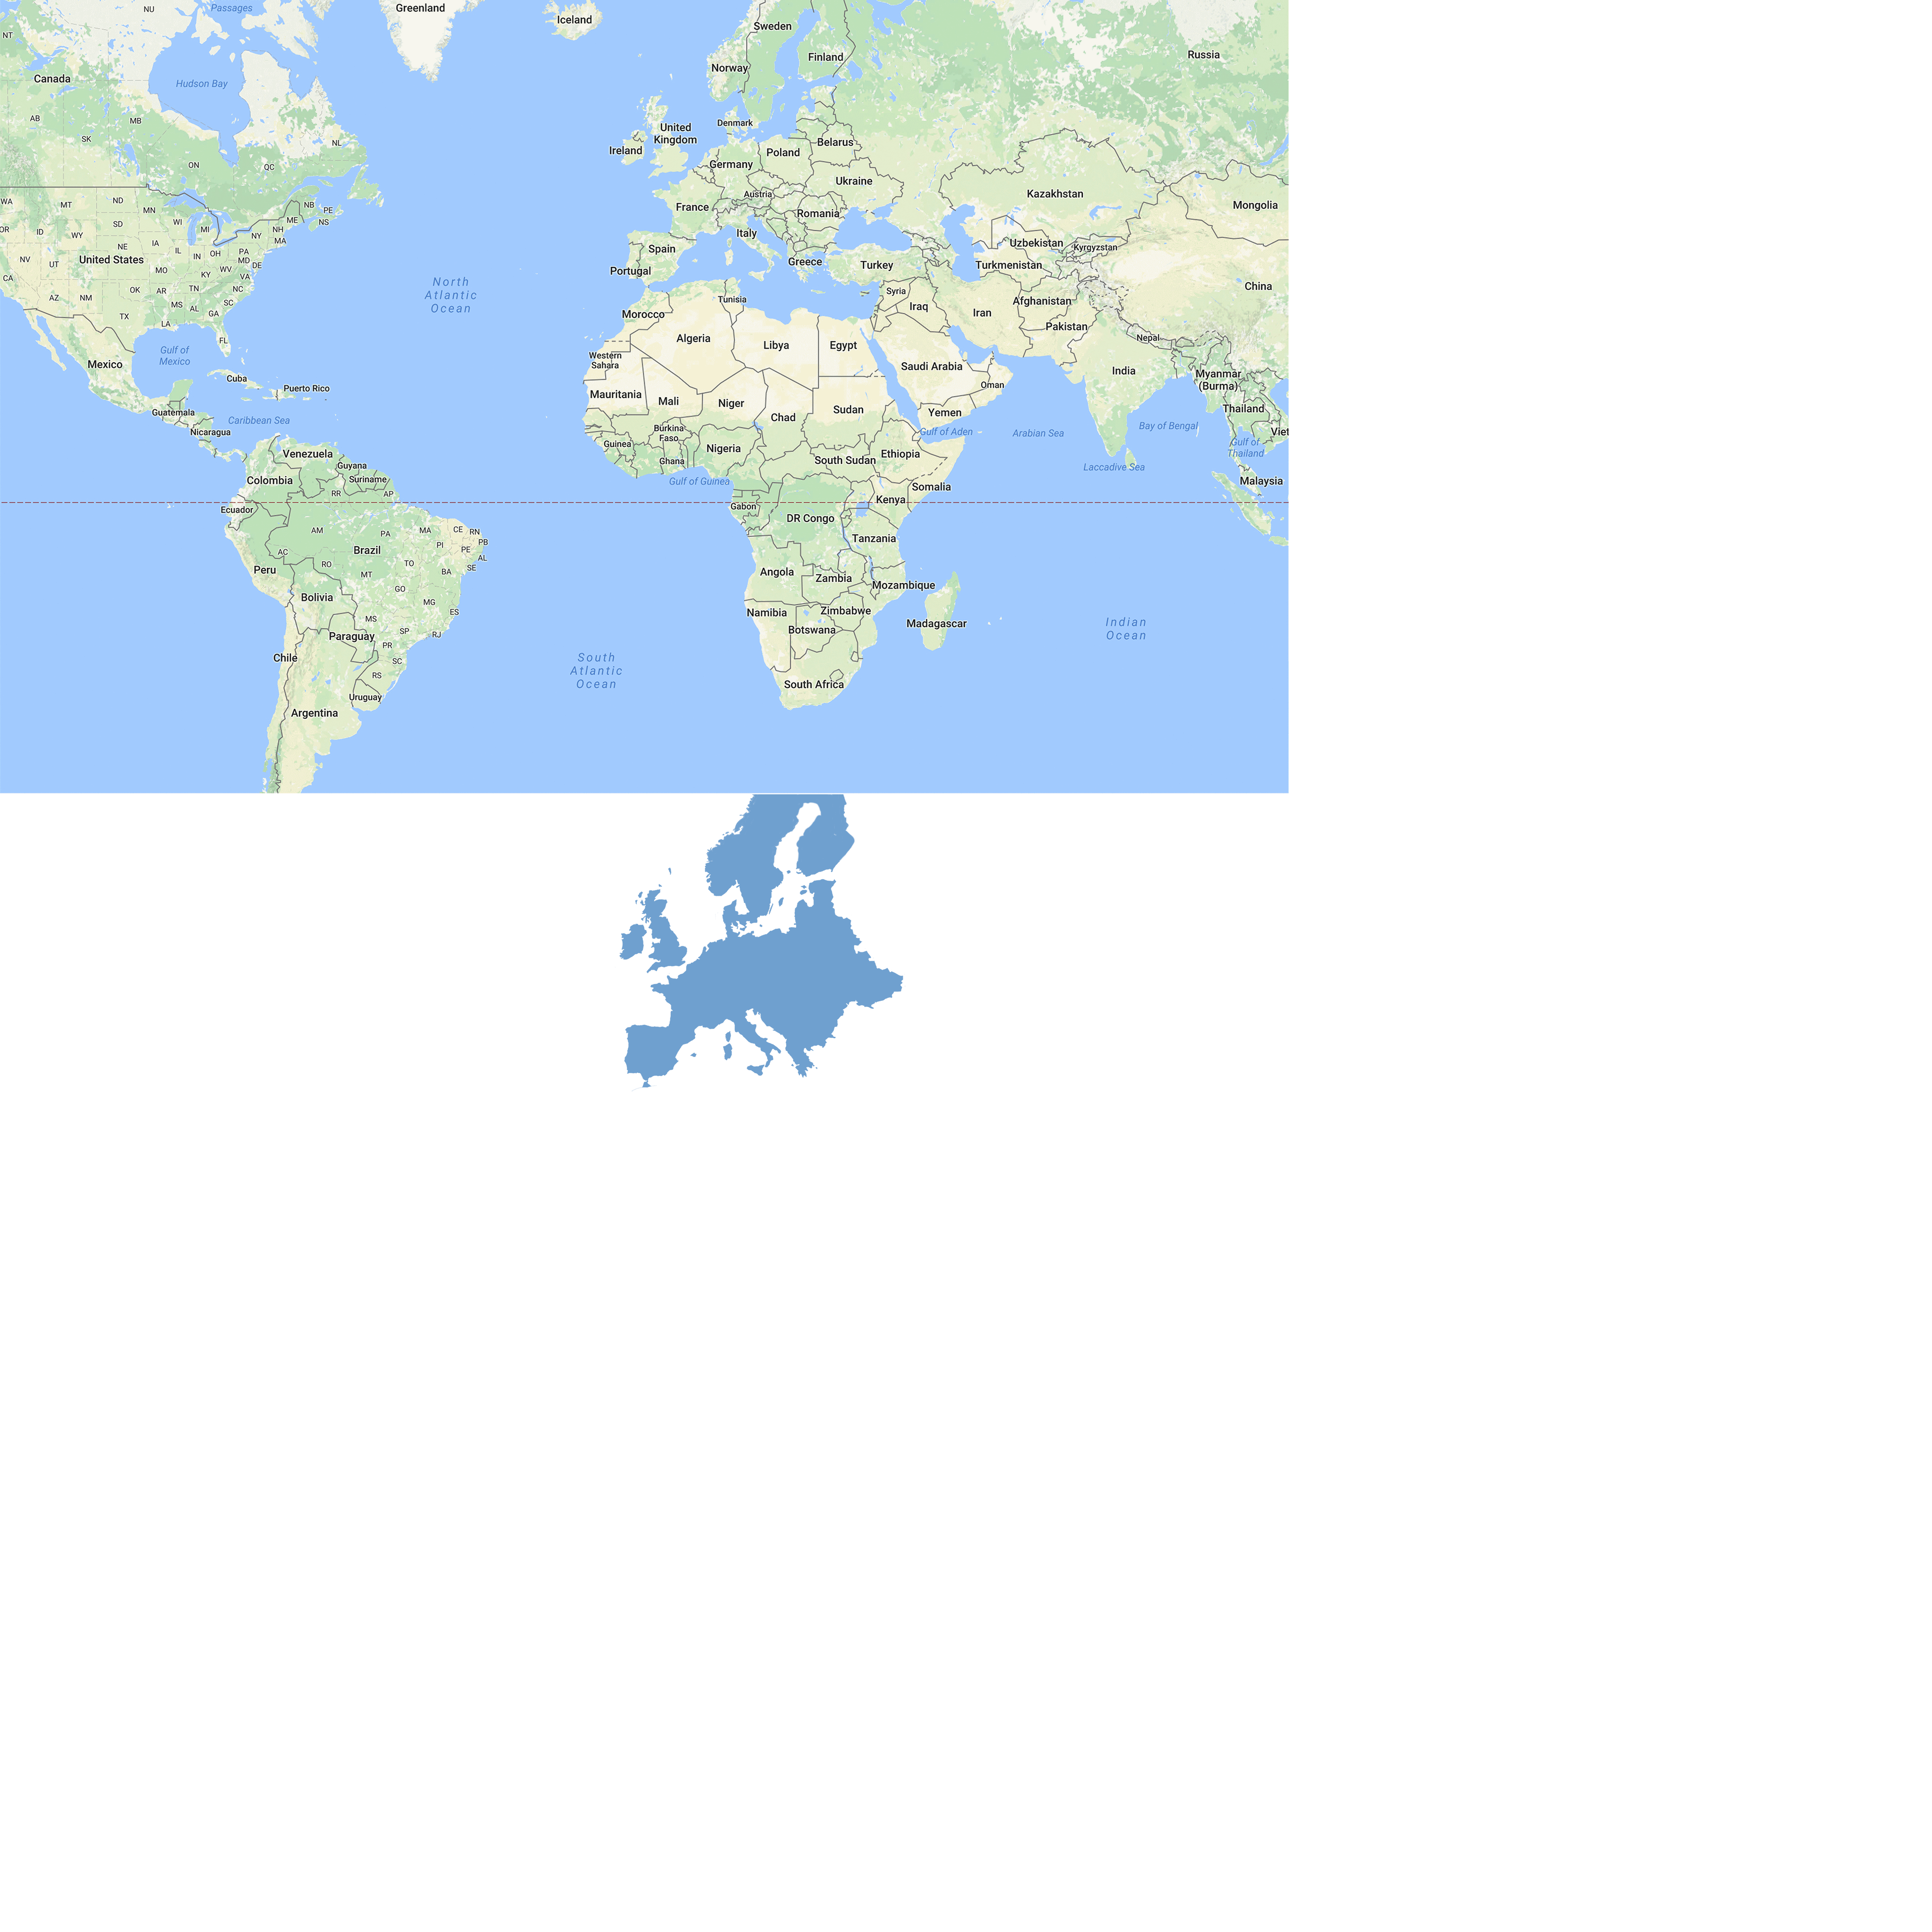 Passages
Greenland
Iceland
Sweden
NT
NU
Finland
Russia
Norway
Canada
Hudson Bay
AB
MB
SK
Denmark
United
Kingdom
NL
Belarus
Ireland
Poland
ON
QC
Germany
Ukraine
Austria
Kazakhstan
WA
MT
ND
MN
NB
PE
France
Mongolia
Romania
OR
ID
WY
SD
WI
MI
ME
NS
NH
NY
MA
Italy
Uzbekistan
Kyrgyzstan
NE
IA
IL
IN
OH
PA
Spain
NV
UT
United States
MD
DE
Greece
Turkey
Turkmenistan
MO
KY
WV
VA
Portugal
CA
North
Atlantic
Ocean
China
OK
AR
TN
NC
Syria
AZ
NM
Tunisia
Afghanistan
MS
AL
SC
GA
Iraq
Iran
TX
LA
Morocco
Pakistan
FL
Algeria
Libya
Egypt
Nepal
Gulf of
Mexico
Western
Sahara
Mexico
Saudi Arabia
India
Myanmar
(Burma)
Cuba
Puerto Rico
Oman
Mauritania
Mali
Niger
Chad
Sudan
Yemen
Thailand
Guatemala
Caribbean Sea
Burkina
Faso
Nicaragua
Gulf of Aden
Arabian Sea
Bay of Bengal
Viet
Guinea
Nigeria
Gulf of
Thailand
Venezuela
Ghana
South Sudan
Ethiopia
Guyana
Laccadive Sea
Colombia
Suriname
Gulf of Guinea
Malaysia
RR
AP
Somalia
Kenya
Ecuador
Gabon
DR Congo
AM
PA
MA
CE
RN
Tanzania
PB
PI
PE
AC
Brazil
AL
RO
TO
SE
Peru
MT
BA
Angola
Zambia
Mozambique
GO
Bolivia
MG
ES
Namibia
Zimbabwe
MS
Madagascar
Indian
Ocean
Paraguay
SP
RJ
Botswana
PR
Chile
SC
South
Atlantic
Ocean
RS
South Africa
Uruguay
Argentina